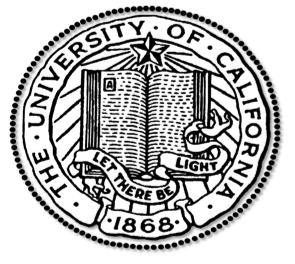 · THE · UNIVERSITY · OF · CALIFORNIA ·
A
LET THERE BE LIGHT
· 1868 ·